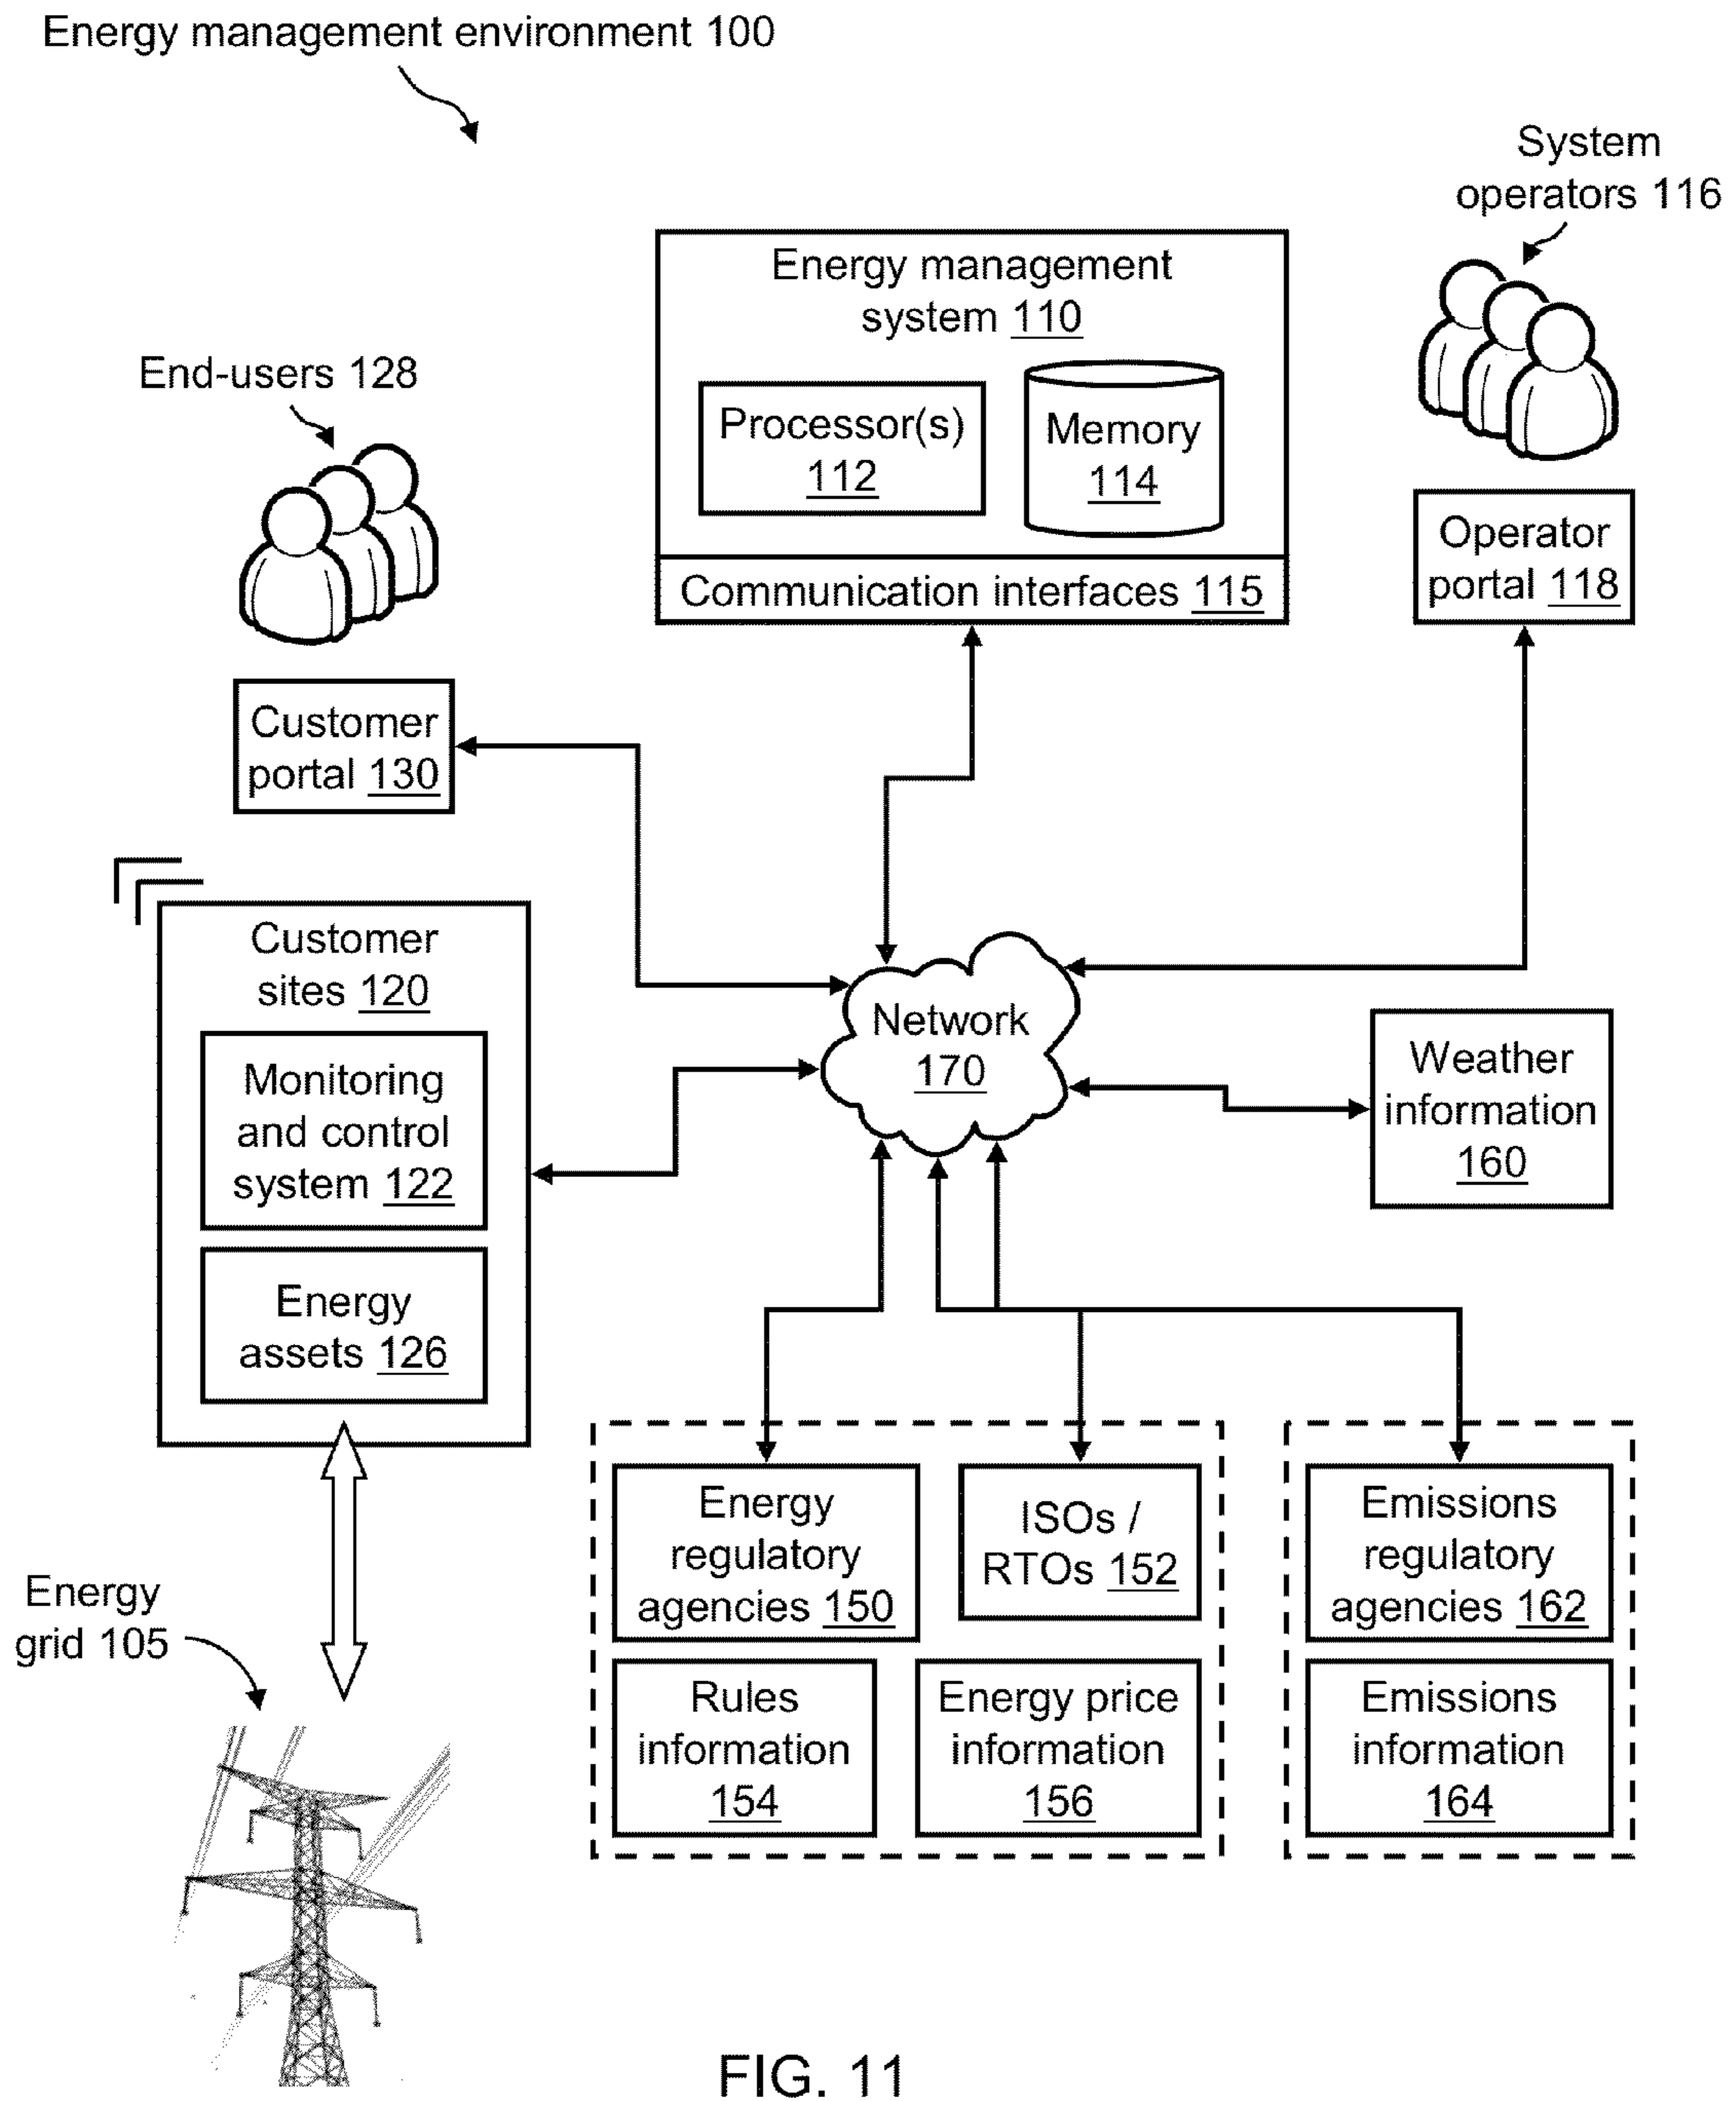 Energy management environment 100
System
operators 116
Energy management
system 110
End-users 128
Processor(s)
112
Memory
114
Operator
portal 118
Communication interfaces 115
Customer
portal 130
Customer
sites 120
Network
170
Monitoring
and control
system 122
Weather
information
160
Energy
assets 126
Energy
regulatory
agencies 150
ISOs /
RTOs 152
Emissions
regulatory
agencies 162
Energy
grid 105
Rules
information
154
Energy price
information
156
Emissions
information
164
FIG. 11